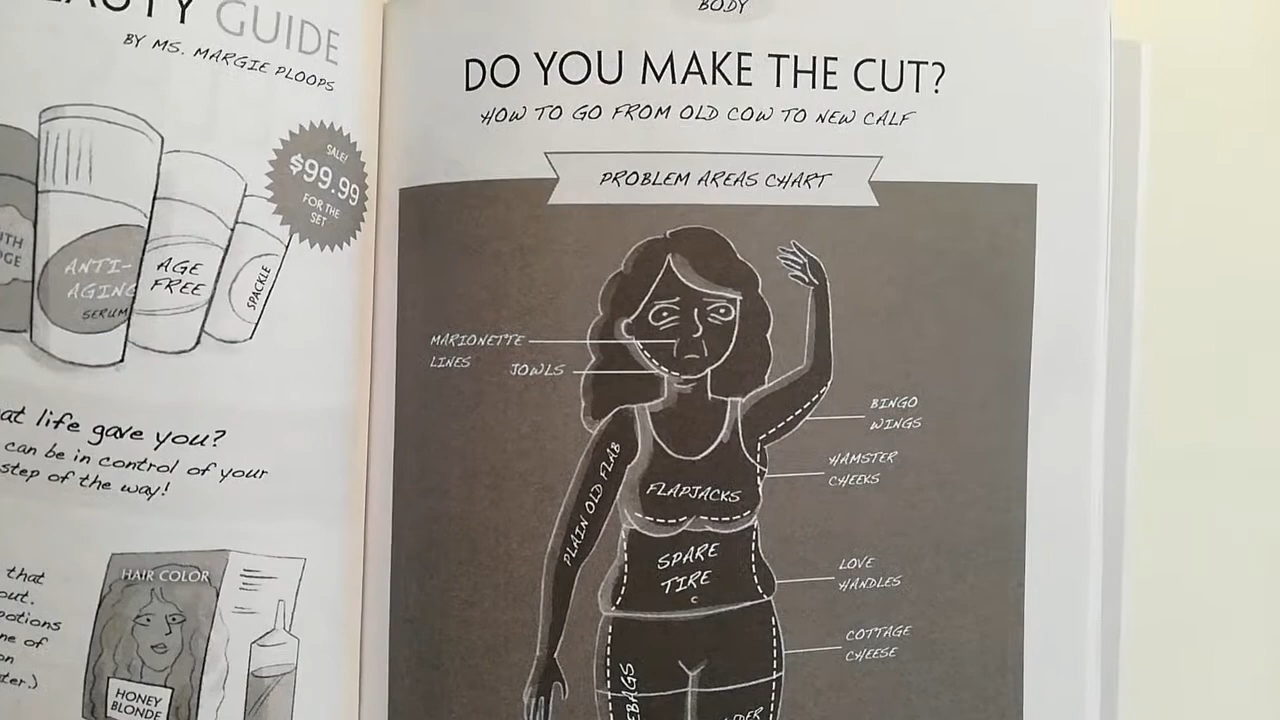 GUIDE
BY MS. MARGIE PLOOPS
SALE!
$99.99
FOR THE
SET
ANTI-
AGING
SERUM
AGE
FREE
SPACKLE
at life gave you?
can be in control of your
step of the way!
that
out.
potions
of
on
HAIR COLOR
HONEY
BLONDE
BODY
DO YOU MAKE THE CUT?
HOW TO GO FROM OLD COW TO NEW CALF
PROBLEM AREAS CHART
MARIONETTE
LINES
JOWLS
BINGO
WINGS
HAMSTER
CHEEKS
PLAIN OLD FLAB
FLAPJACKS
SPARE
TIRE
LOVE
HANDLES
COTTAGE
CHEESE